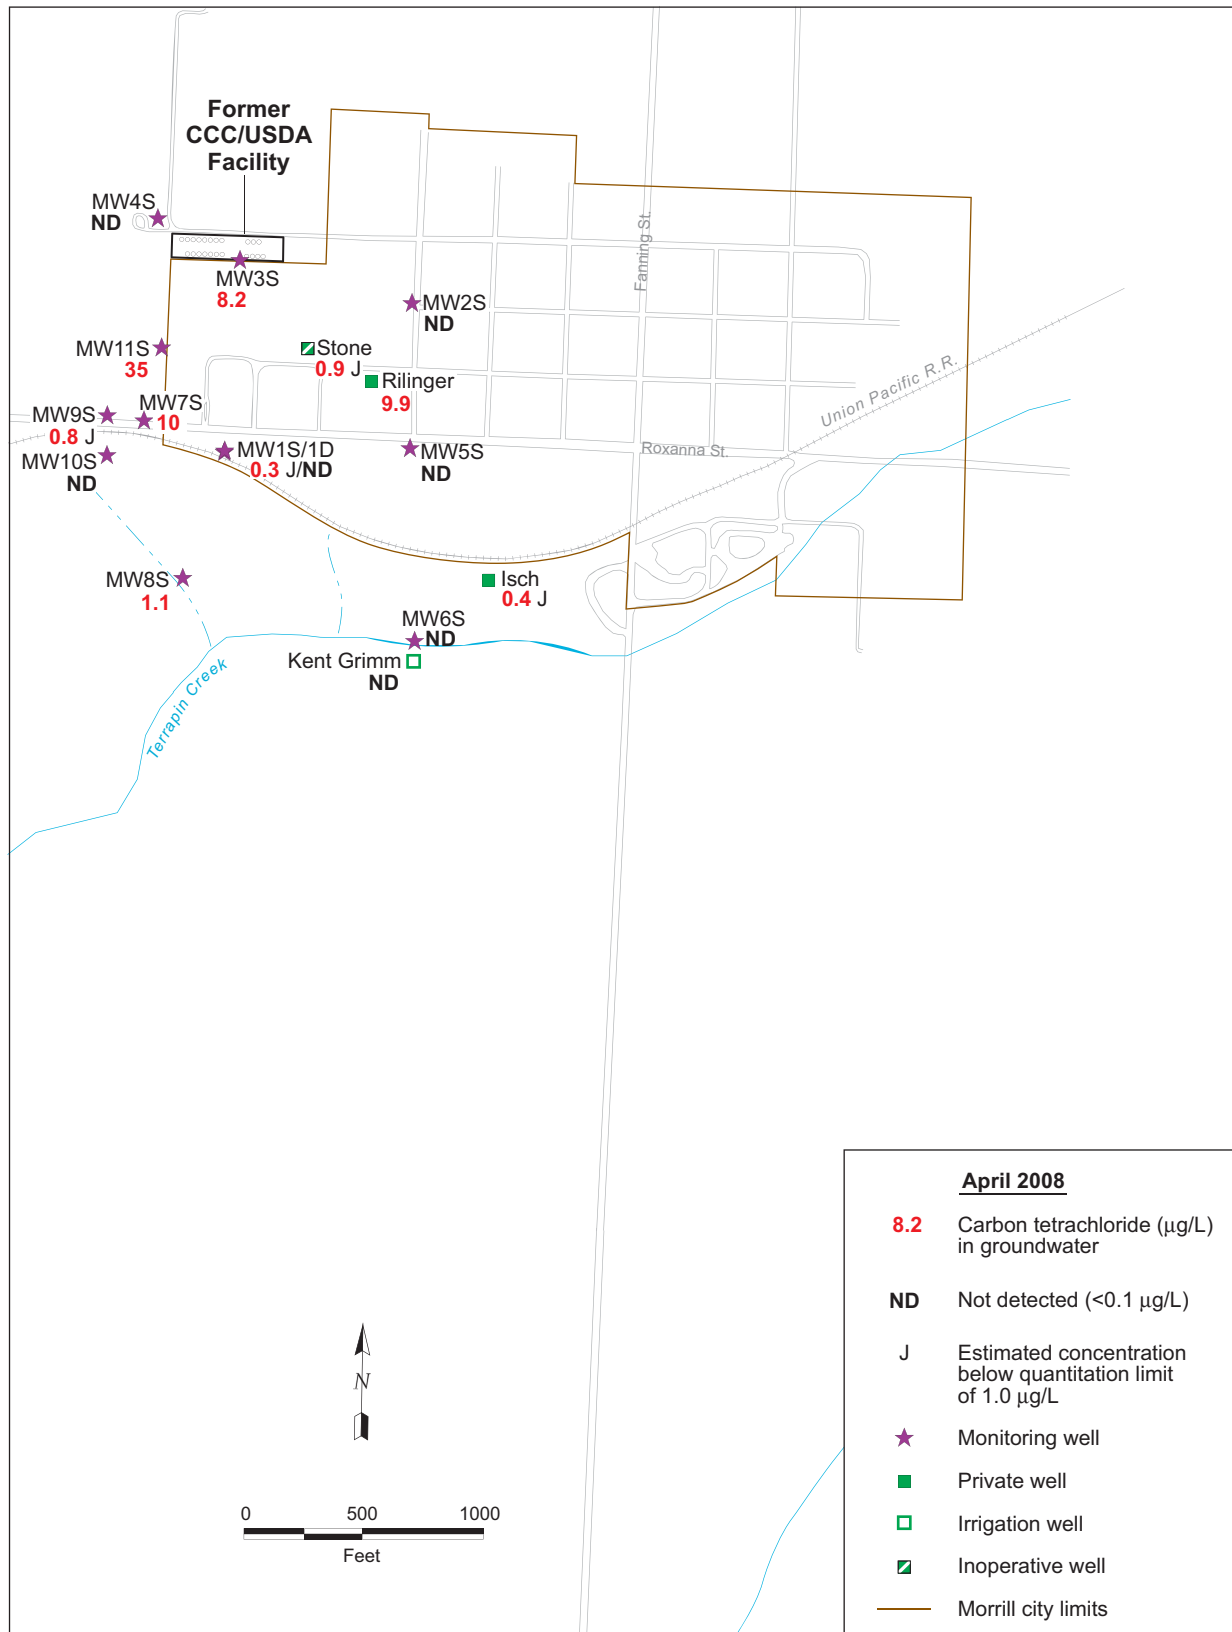 Former
CCC/USDA
Facility
MW4S
ND
MW3S
8.2
Fanning St.
MW2S
ND
MW11S
35
Stone
0.9 J
Rilinger
9.9
Union Pacific R.R.
MW9S
0.8 J
MW7S
10
MW10S
ND
MW1S/1D
0.3 J/ND
MW5S
ND
Roxanna St.
MW8S
1.1
Isch
0.4 J
MW6S
ND
Kent Grimm
ND
Terrapin Creek
April 2008
8.2 Carbon tetrachloride (μg/L)
in groundwater
ND Not detected (<0.1 μg/L)
J Estimated concentration
below quantitation limit
of 1.0 μg/L
Monitoring well
Private well
Irrigation well
Inoperative well
Morrill city limits
N
0 500 1000
Feet